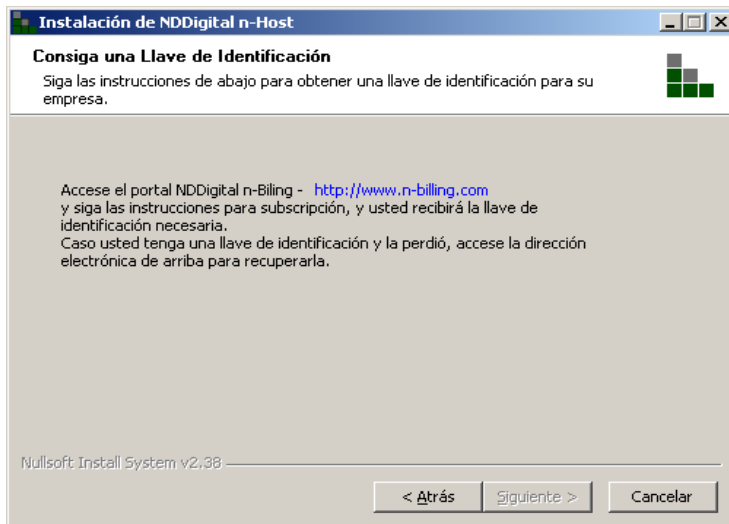 Instalación de NDDigital n-Host
Consiga una Llave de Identificación
Siga las instrucciones de abajo para obtener una llave de identificación para su
empresa.
Accese el portal NDDigital n-Biling - http://www.n-billing.com
y siga las instrucciones para subscripción, y usted recibirá la llave de
identificación necesaria.
Caso usted tenga una llave de identificación y la perdió, accese la dirección
electrónica de arriba para recuperarla.
Nullsoft Install System v2.38
< Atrás Siguiente > Cancelar